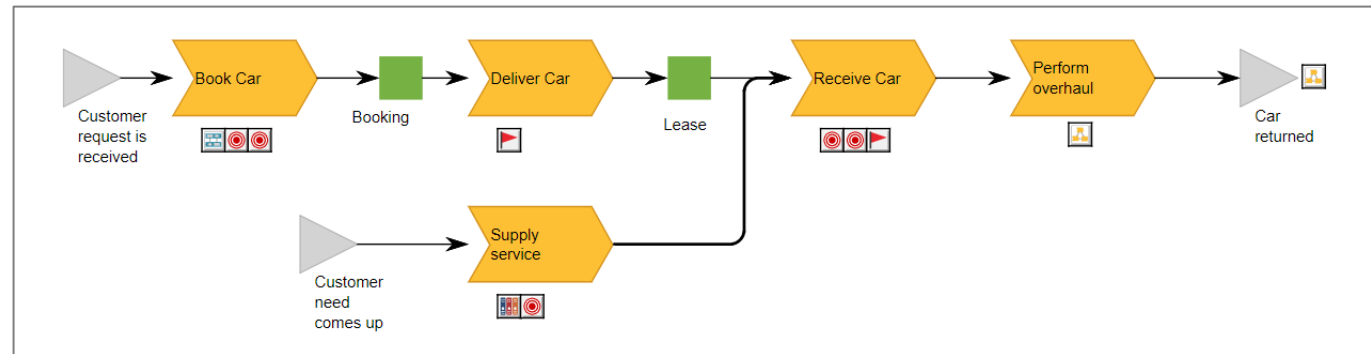 Book Car
Deliver Car
Receive Car
Perform
overhaul
Customer
request is
received
Booking
Lease
Car
returned
Supply
service
Customer
need
comes up